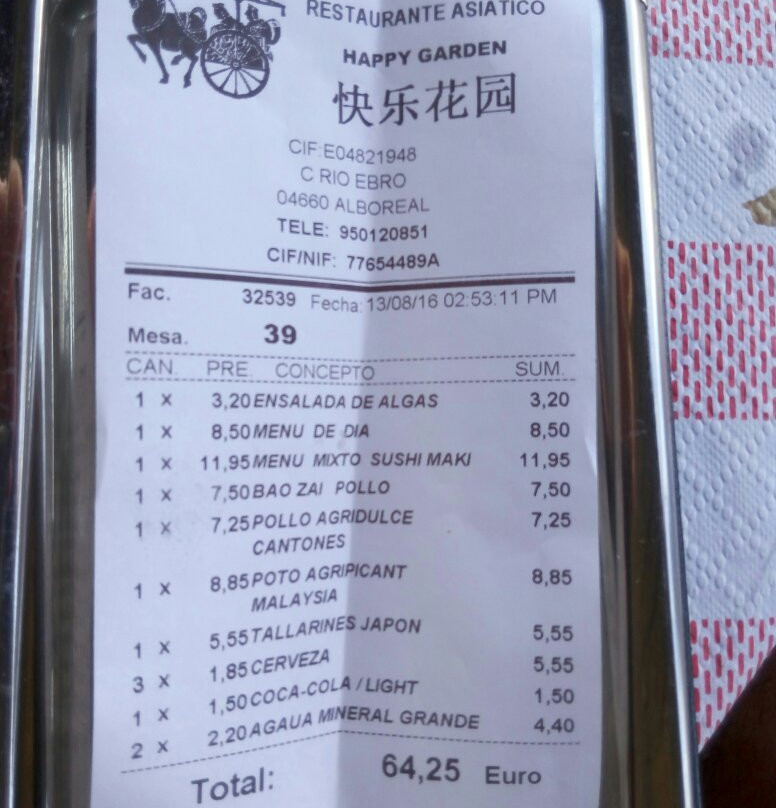 RESTAURANTE ASIATICO
HAPPY GARDEN
快乐花园
CIF:E04821948
C RIO EBRO
04660 ALBOREAL
TELE: 950120851
CIF/NIF: 77654489A
Fac. 32539 Fecha: 13/08/16 02:53:11 PM
Mesa. 39
CAN. PRE. CONCEPTO SUM.
1 X 3,20 ENSALADA DE ALGAS 3,20
1 X 8,50 MENU DE DIA 8,50
1 X 11,95 MENU MIXTO SUSHI MAKI 11,95
1 X 7,50 BAO ZAI POLLO 7,50
1 X 7,25 POLLO AGRIDULCE 7,25
CANTONES
1 X 8,85 POTO AGRIPICANT 8,85
MALAYSIA
1 X 5,55 TALLARINES JAPON 5,55
3 X 1,85 CERVEZA 5,55
1 X 1,50 COCA-COLA / LIGHT 1,50
2 X 2,20 AGAUA MINERAL GRANDE 4,40
Total: 64,25 Euro